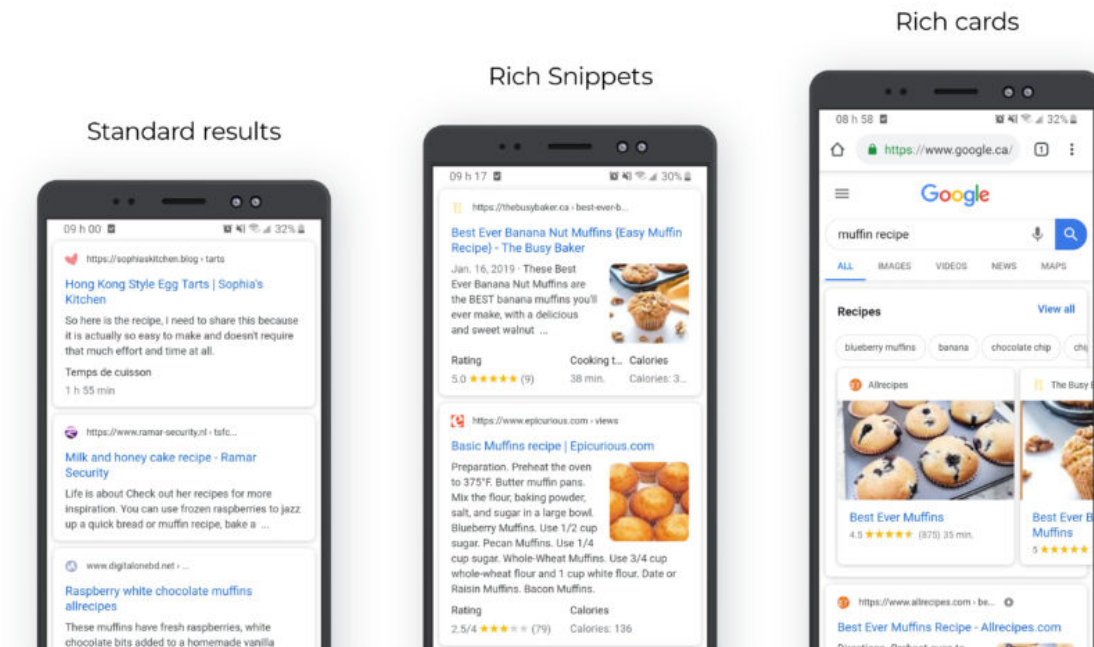 Standard results
09 h 00
32%
https://sophiaskitchen.blog › tarts
Hong Kong Style Egg Tarts | Sophia's
Kitchen
So here is the recipe, I need to share this because
it is actually so easy to make and doesn't require
that much effort and time at all.
Temps de cuisson
1 h 55 min
https://www.ramar-security.nl › tsfc...
Milk and honey cake recipe - Ramar
Security
Life is about Check out her recipes for more
inspiration. You can use frozen raspberries to jazz
up a quick bread or muffin recipe, bake a ...
www.digitalonebd.net › ...
Raspberry white chocolate muffins
allrecipes
These muffins have fresh raspberries, white
chocolate bits added to a homemade vanilla
Rich Snippets
09 h 17
30%
https://thebusybaker.ca › best-ever-b...
Best Ever Banana Nut Muffins {Easy Muffin
Recipe} - The Busy Baker
Jan. 16, 2019 · These Best
Ever Banana Nut Muffins are
the BEST banana muffins you'll
ever make, with a delicious
and sweet walnut ...
Rating Cooking t... Calories
5.0 ★★★★★ (9) 38 min. Calories: 3...
https://www.epicurious.com › views
Basic Muffins recipe | Epicurious.com
Preparation. Preheat the oven
to 375°F. Butter muffin pans.
Mix the flour, baking powder,
salt, and sugar in a large bowl.
Blueberry Muffins. Use 1/2 cup
sugar. Pecan Muffins. Use 1/4
cup sugar. Whole-Wheat Muffins. Use 3/4 cup
whole-wheat flour and 1 cup white flour. Date or
Raisin Muffins. Bacon Muffins.
Rating Calories
2.5/4 ★★★★★ (79) Calories: 136
Rich cards
08 h 58
32%
https://www.google.ca/ 1
Google
muffin recipe
ALL IMAGES VIDEOS NEWS MAPS
Recipes View all
blueberry muffins banana chocolate chip chi
Allrecipes
Best Ever Muffins
4.5 ★★★★★ (875) 35 min.
The Busy
Best Ever B
Muffins
5 ★★★★★
https://www.allrecipes.com › be...
Best Ever Muffins Recipe - Allrecipes.com